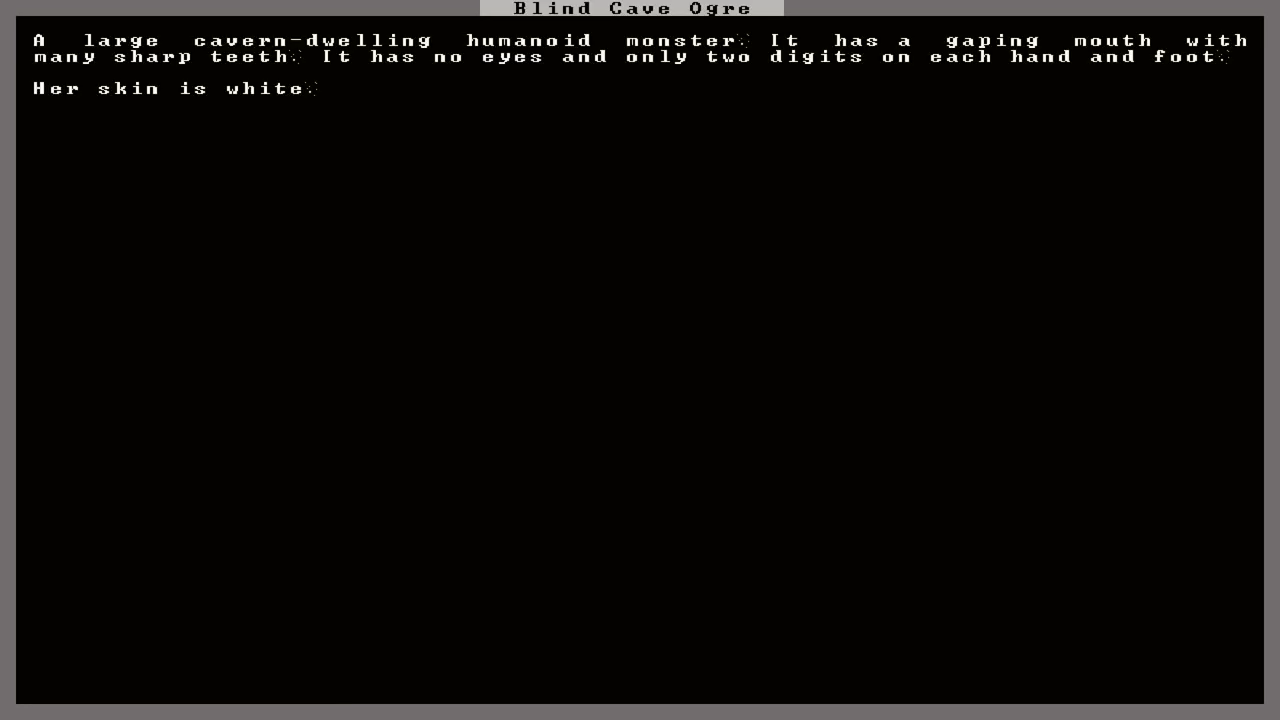 Blind Cave Ogre
A large cavern-dwelling humanoid monster. It has a gaping mouth with
many sharp teeth. It has no eyes and only two digits on each hand and foot.
Her skin is white.